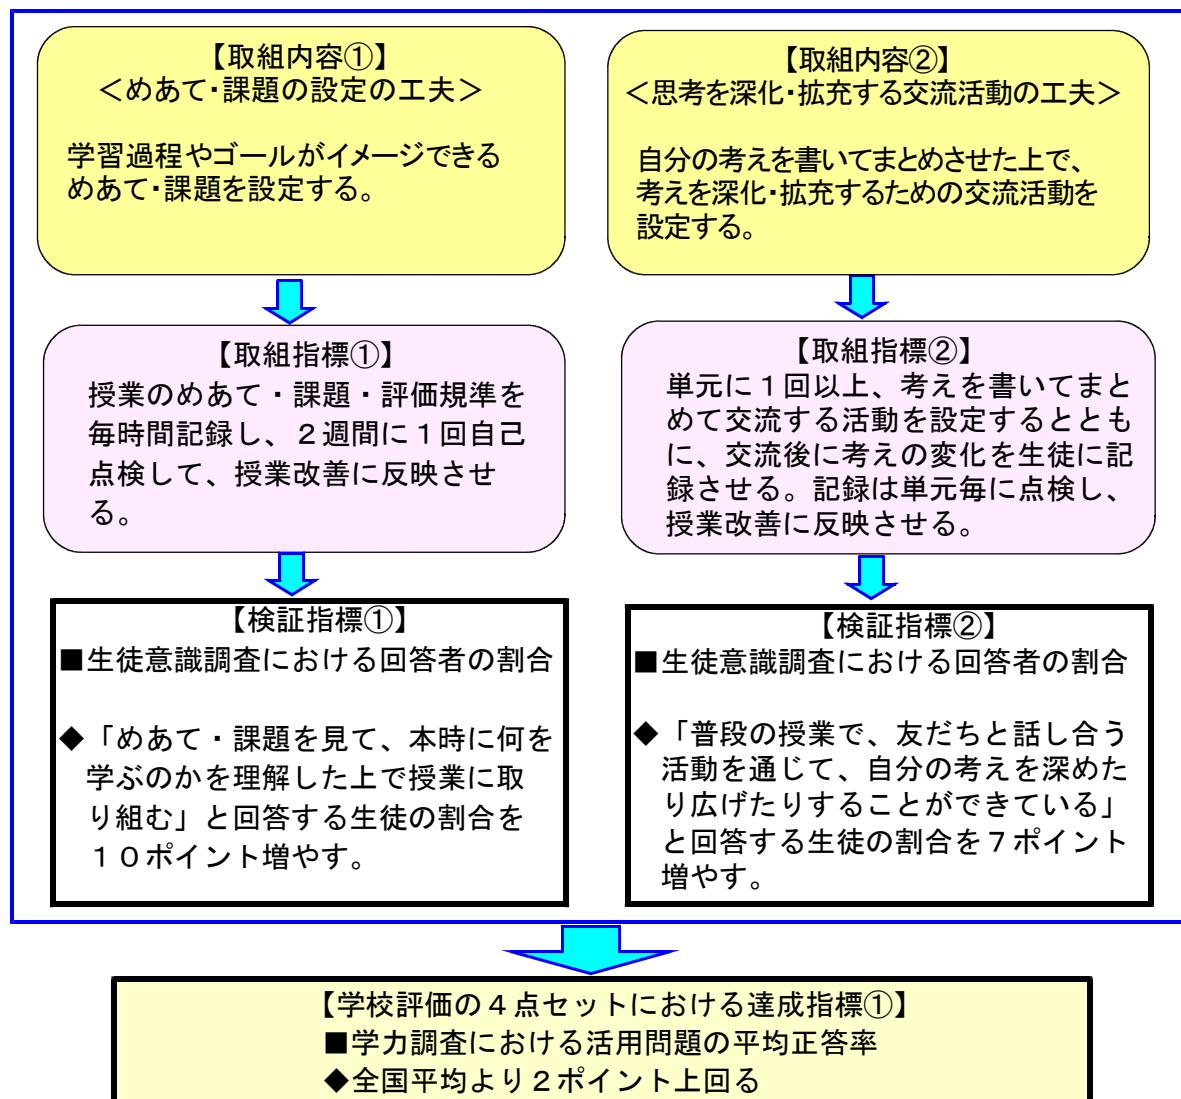 【取組内容①】
＜めあて・課題の設定の工夫＞
学習過程やゴールがイメージできる
めあて・課題を設定する。
【取組内容②】
＜思考を深化・拡充する交流活動の工夫＞
自分の考えを書いてまとめさせた上で、
考えを深化・拡充するための交流活動を
設定する。
【取組指標①】
授業のめあて・課題・評価規準を
毎時間記録し、２週間に１回自己
点検して、授業改善に反映させ
る。
【取組指標②】
単元に１回以上、考えを書いてまと
めて交流する活動を設定するととも
に、交流後に考えの変化を生徒に記
録させる。記録は単元毎に点検し、
授業改善に反映させる。
【検証指標①】
■生徒意識調査における回答者の割合
◆「めあて・課題を見て、本時に何を
学ぶのかを理解した上で授業に取
り組む」と回答する生徒の割合を
１０ポイント増やす。
【検証指標②】
■生徒意識調査における回答者の割合
◆「普段の授業で、友だちと話し合う
活動を通じて、自分の考えを深めた
り広げたりすることができている」
と回答する生徒の割合を７ポイント
増やす。
【学校評価の４点セットにおける達成指標①】
■学力調査における活用問題の平均正答率
◆全国平均より２ポイント上回る